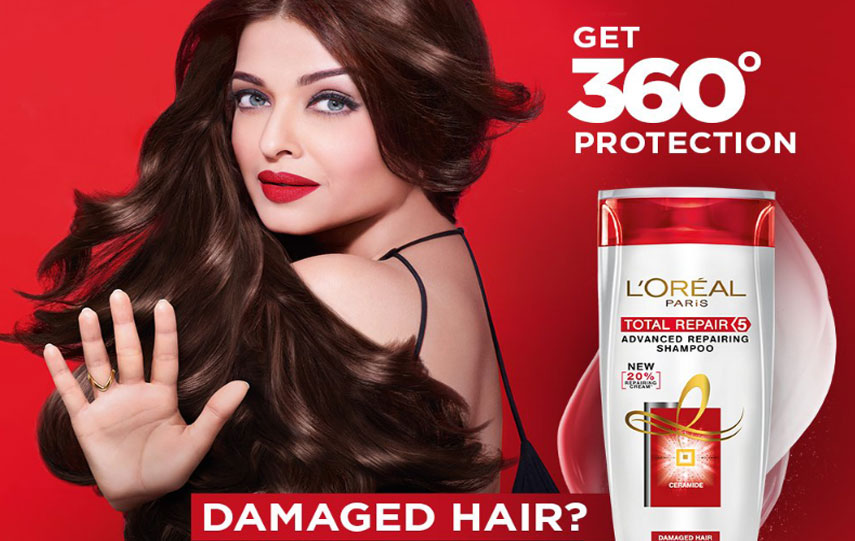 GET
360°
PROTECTION
L'ORÉAL
PARiS
TOTAL REPAIR 5
ADVANCED REPAIRING
SHAMPOO
NEW
20%
REPAIRING
CREAM
CERAMIDE
DAMAGED HAIR
DAMAGED HAIR?